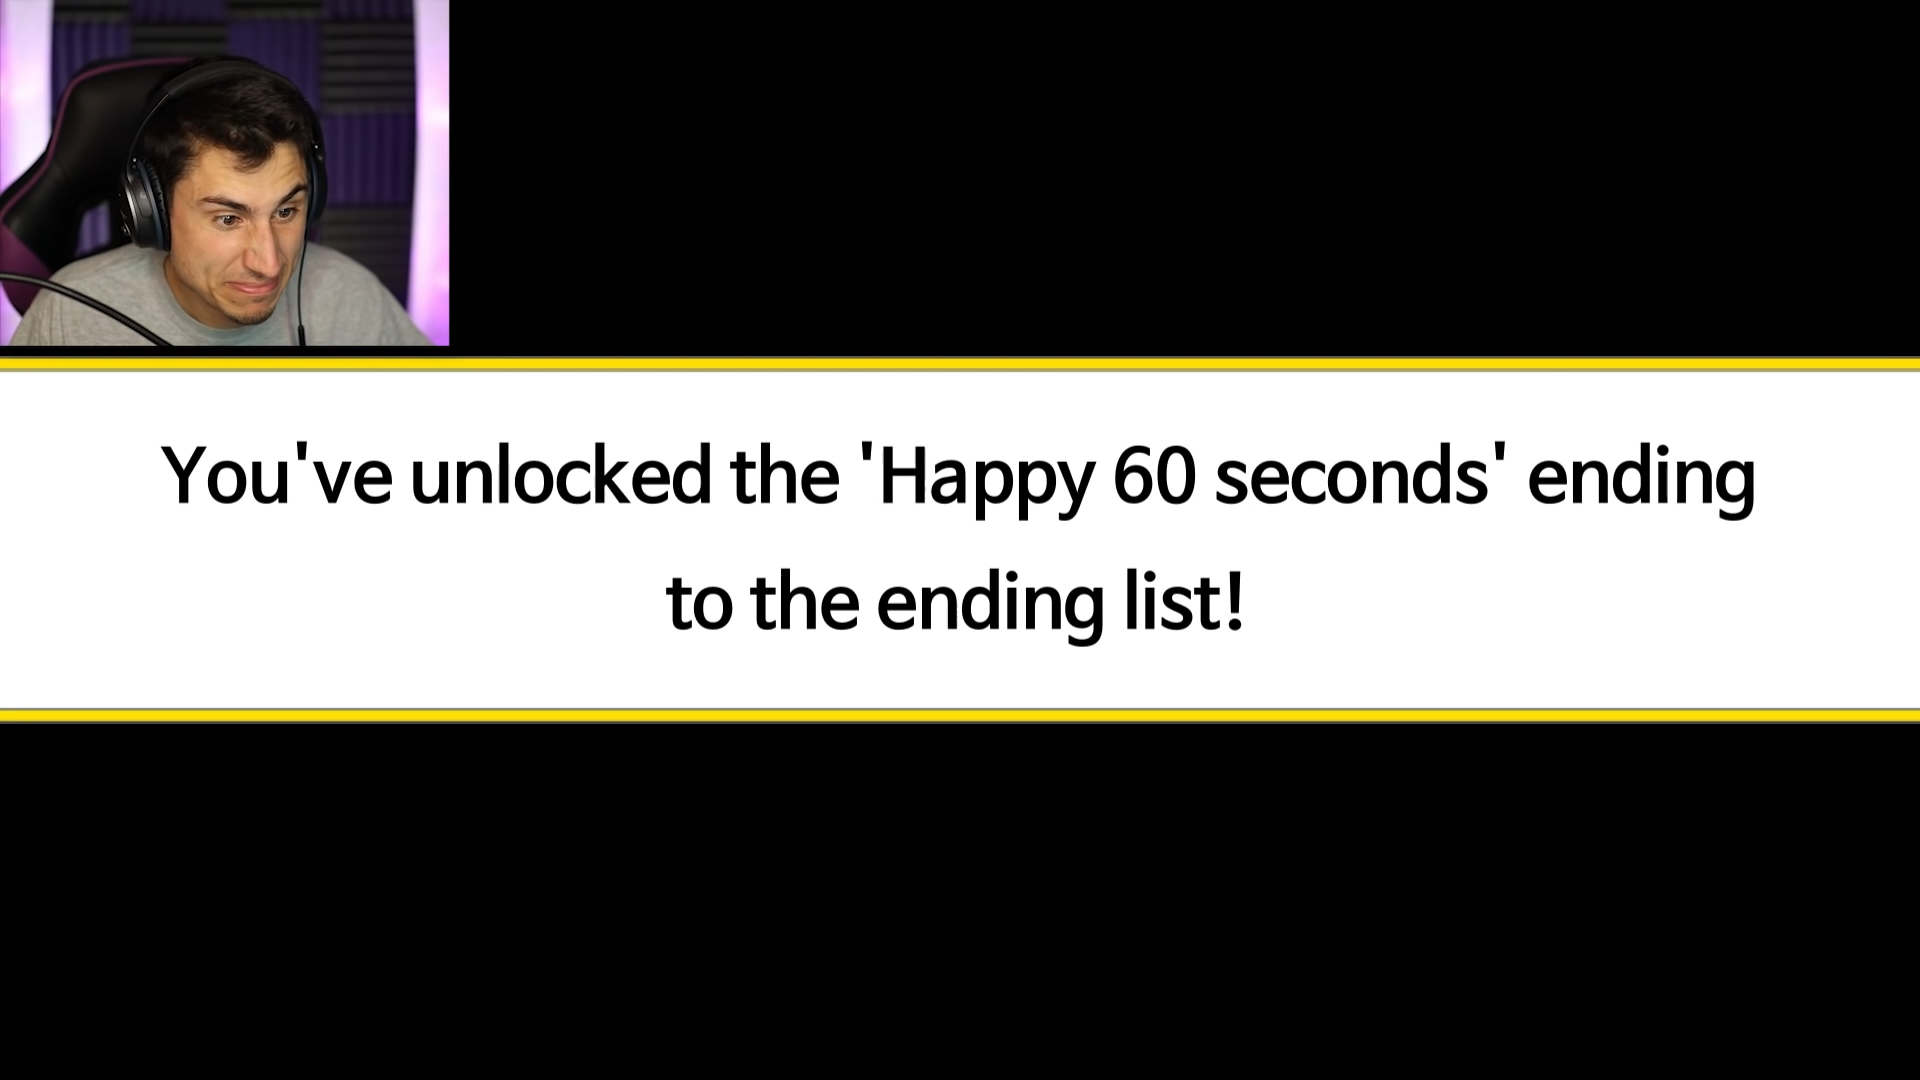 You've unlocked the 'Happy 60 seconds' ending
to the ending list!